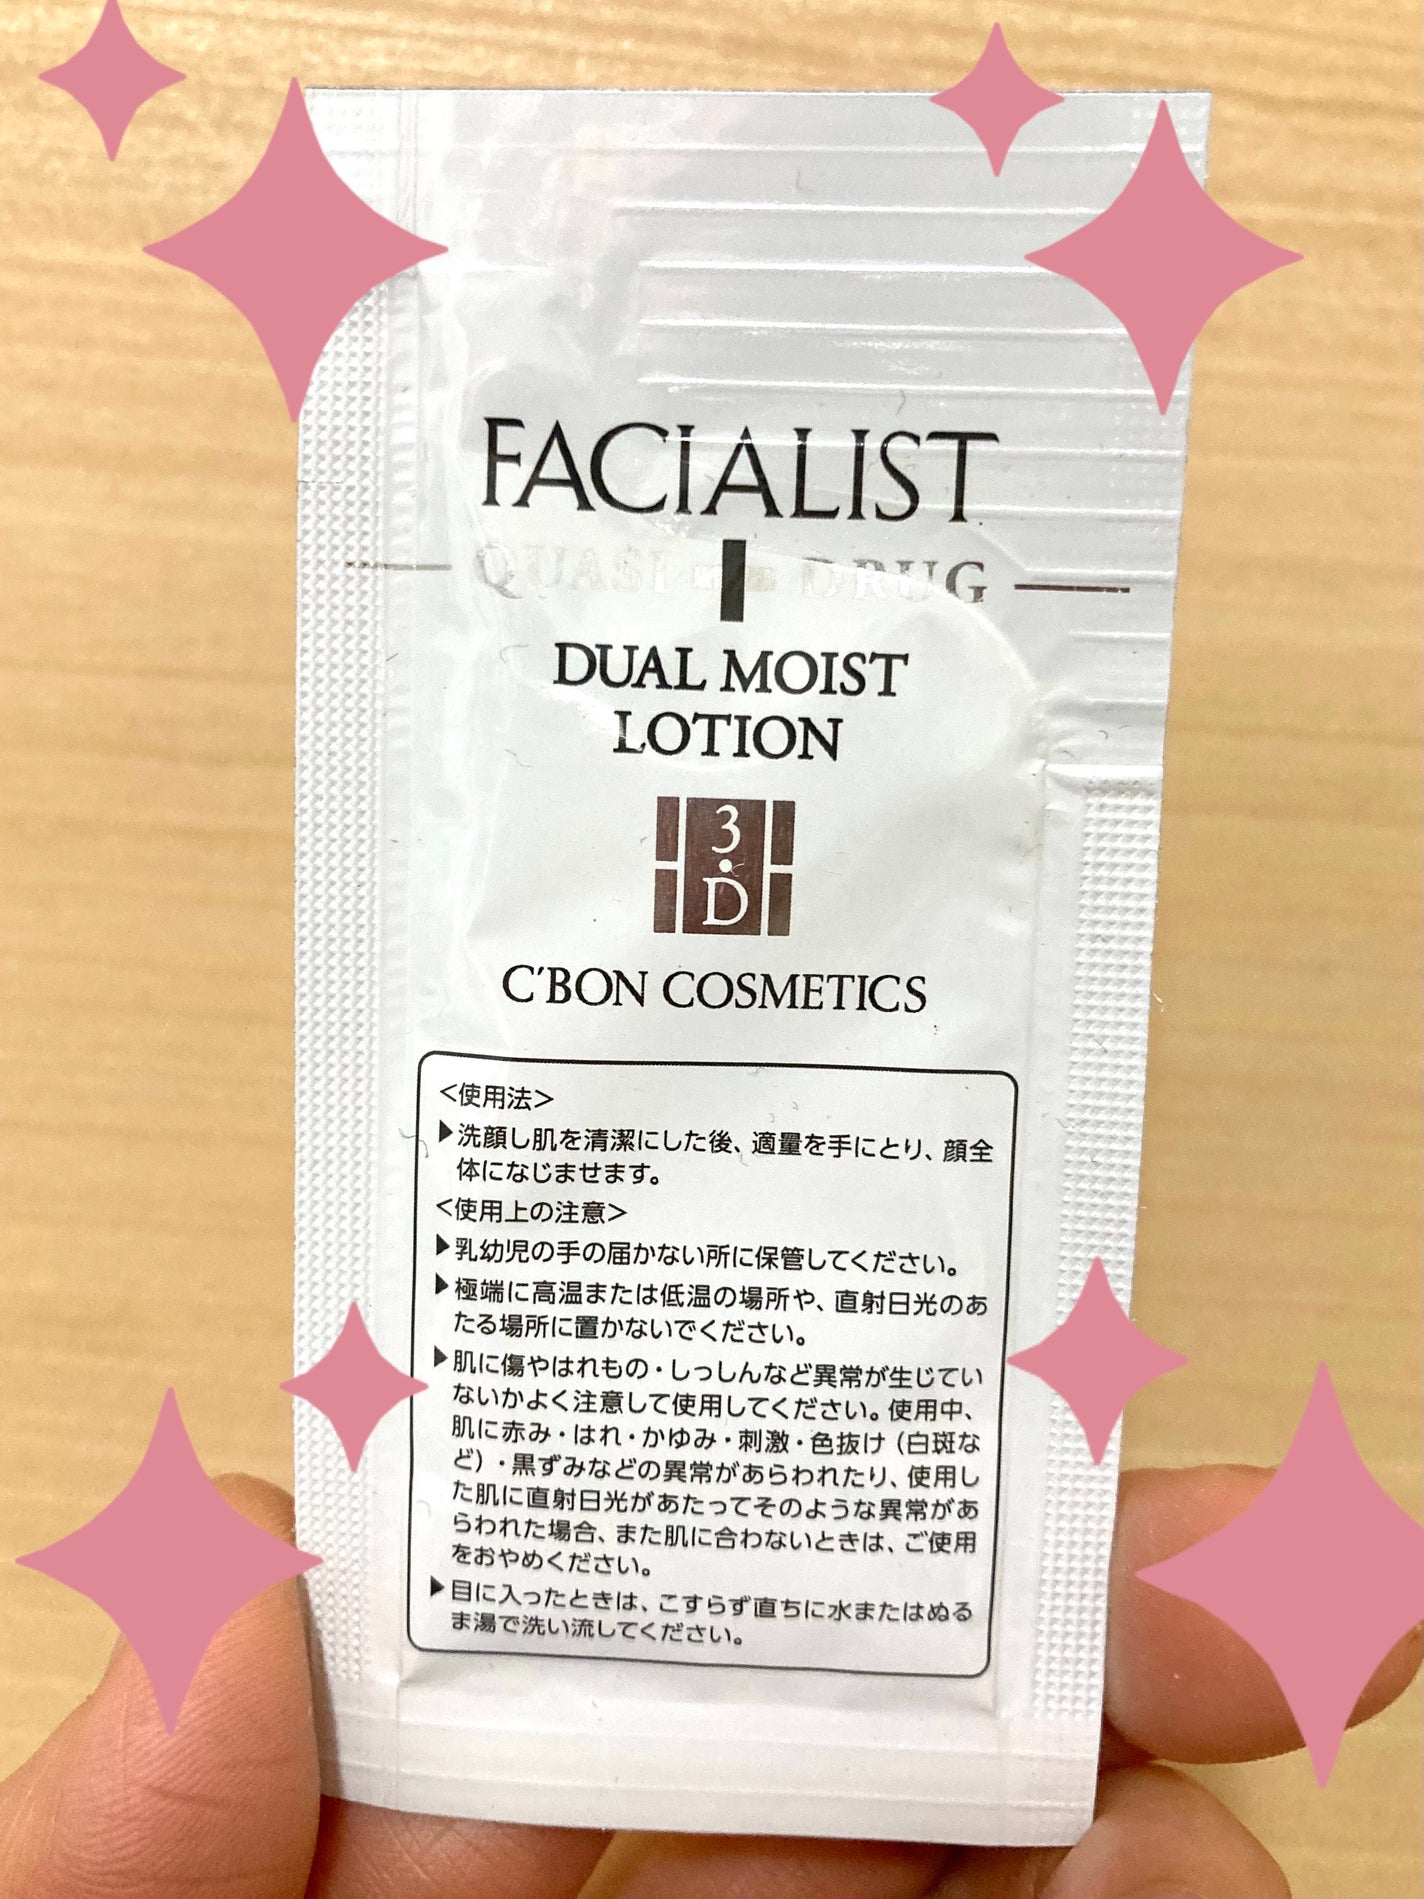 FACIALIST
QUASI DRUG
DUAL MOIST
LOTION
3
D
C'BON COSMETICS
<使用法>
▶洗顔し肌を清潔にした後、適量を手にとり、顔全
体になじませます。
<使用上の注意>
▶乳幼児の手の届かない所に保管してください。
▶極端に高温または低温の場所や、直射日光のあ
たる場所に置かないでください。
▶肌に傷やはれもの・しっしんなど異常が生じてい
ないかよく注意して使用してください。使用中、
肌に赤み・はれ・かゆみ・刺激・色抜け(白斑な
ど)・黒ずみなどの異常があらわれたり、使用し
た肌に直射日光があたってそのような異常があ
らわれた場合、また肌に合わないときは、ご使用
をおやめください。
▶目に入ったときは、こすらず直ちに水またはぬる
ま湯で洗い流してください。